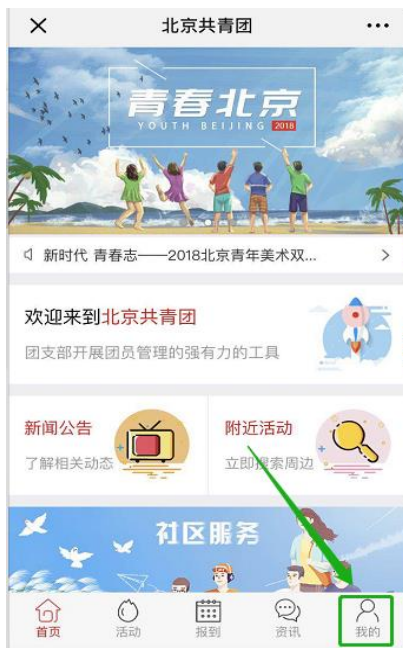 北京共青团
青春北京
YOUTH BEIJING 2018
新时代 青春志——2018北京青年美术双...
欢迎来到北京共青团
团支部开展团员管理的强有力的工具
新闻公告
了解相关动态
附近活动
立即搜索周边
社区服务
首页
活动
报到
资讯
我的